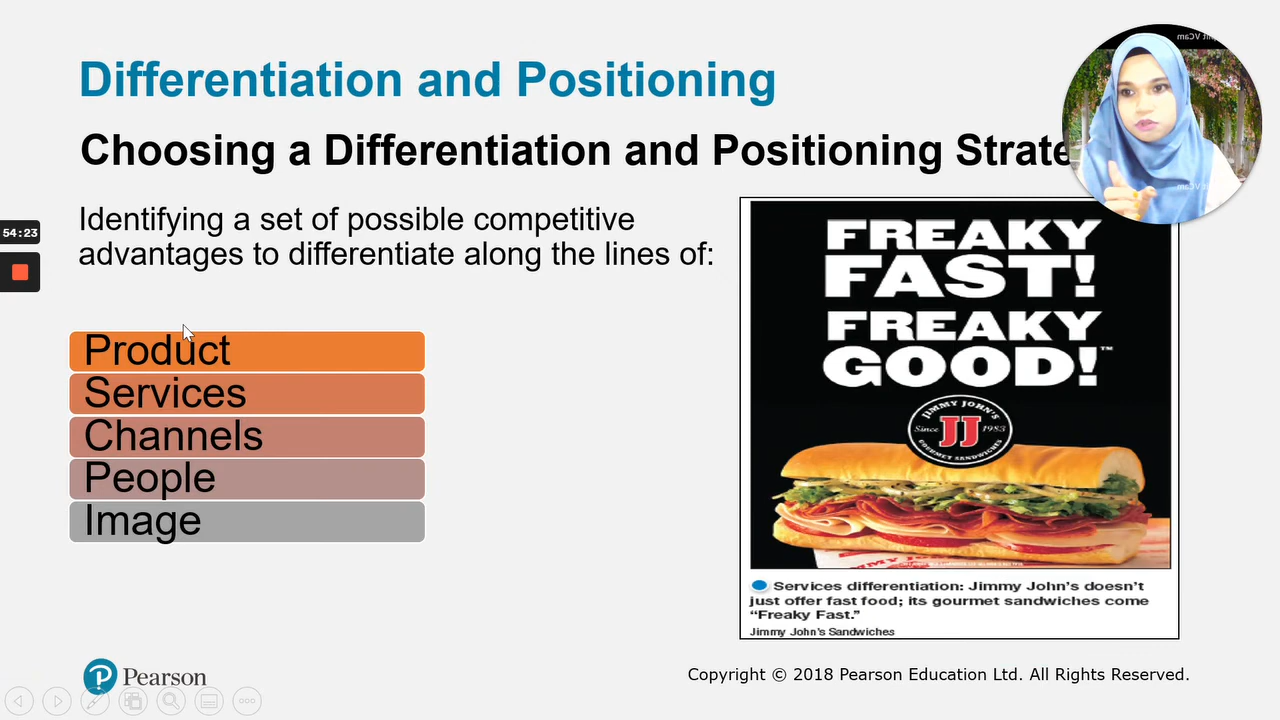 Differentiation and Positioning
Choosing a Differentiation and Positioning Strate
Identifying a set of possible competitive
advantages to differentiate along the lines of:
54:23
Product
Services
Channels
People
Image
FREAKY
FAST!
FREAKY
GOOD!™
JIMMY JOHN'S
Since JJ 1983
GOURMET SANDWICHES
Services differentiation: Jimmy John's doesn't
just offer fast food; its gourmet sandwiches come
"Freaky Fast."
Jimmy John's Sandwiches
P Pearson
Copyright © 2018 Pearson Education Ltd. All Rights Reserved.